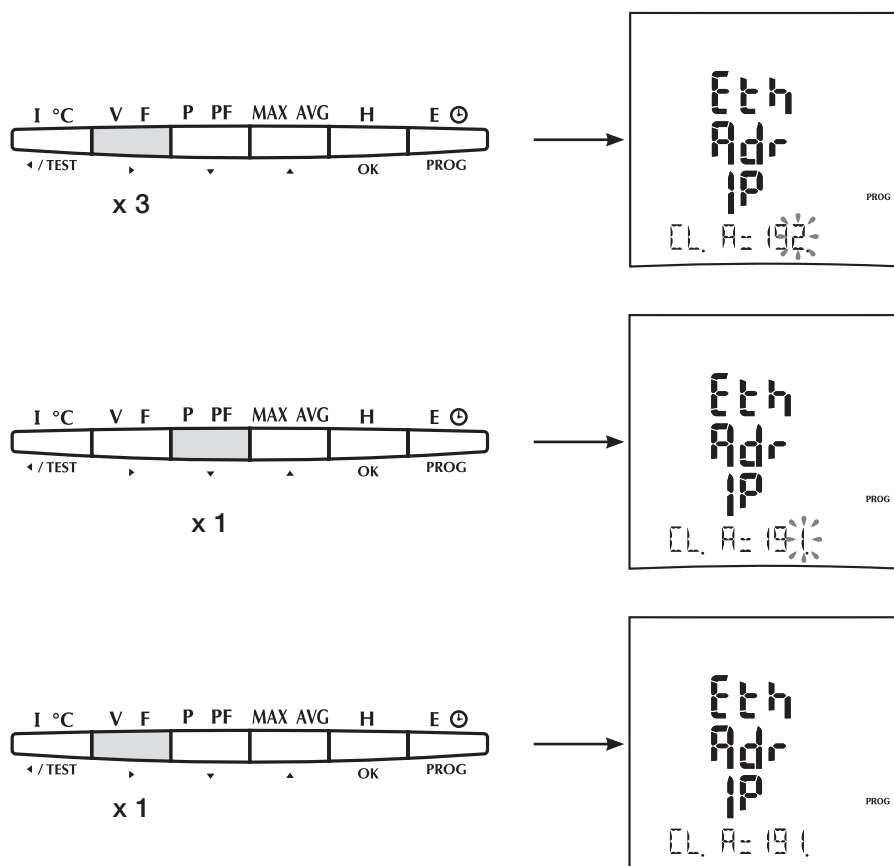 I °C V F P PF MAX AVG H E
/ TEST OK PROG
x 3
Eth
Adr
IP
PROG
CL. A=192.
I °C V F P PF MAX AVG H E
/ TEST OK PROG
x 1
Eth
Adr
IP
PROG
CL. A=191.
I °C V F P PF MAX AVG H E
/ TEST OK PROG
x 1
Eth
Adr
IP
PROG
CL. A=191.